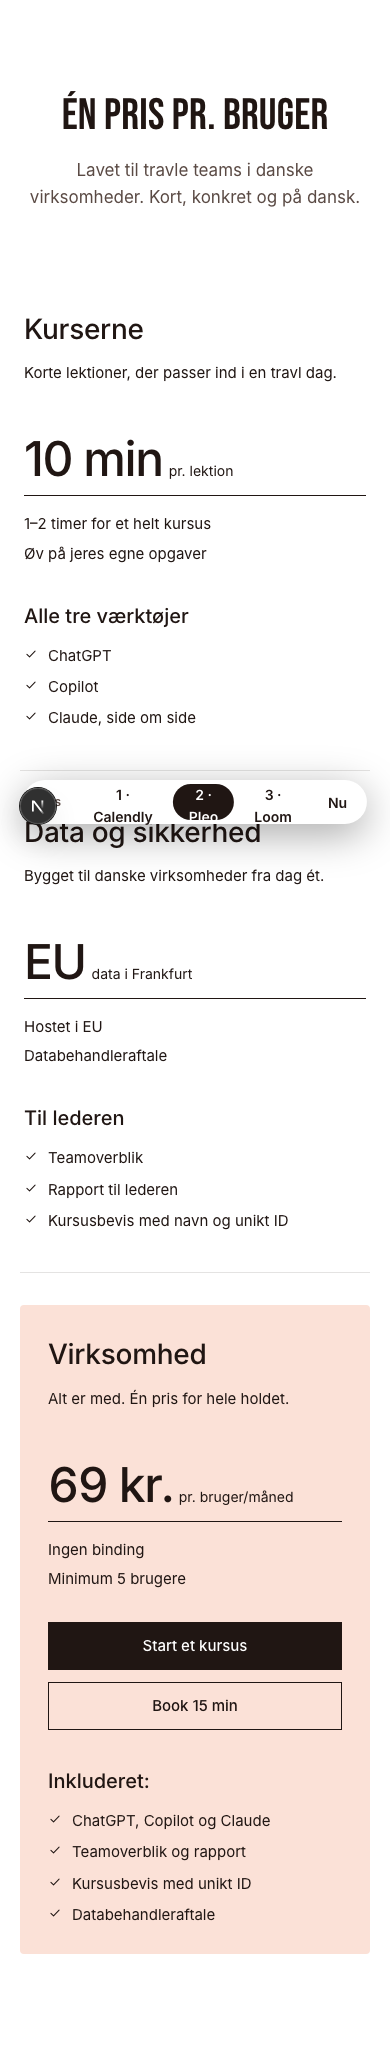 ÉN PRIS PR. BRUGER
Lavet til travle teams i danske
virksomheder. Kort, konkret og på dansk.
Kurserne
Korte lektioner, der passer ind i en travl dag.
10 min pr. lektion
1–2 timer for et helt kursus
Øv på jeres egne opgaver
Alle tre værktøjer
ChatGPT
Copilot
Claude, side om side
N
1 ·
Calendly
2 ·
Pleo
3 ·
Loom
Nu
Data og sikkerhed
Bygget til danske virksomheder fra dag ét.
EU data i Frankfurt
Hostet i EU
Databehandleraftale
Til lederen
Teamoverblik
Rapport til lederen
Kursusbevis med navn og unikt ID
Virksomhed
Alt er med. Én pris for hele holdet.
69 kr. pr. bruger/måned
Ingen binding
Minimum 5 brugere
Start et kursus
Book 15 min
Inkluderet:
ChatGPT, Copilot og Claude
Teamoverblik og rapport
Kursusbevis med unikt ID
Databehandleraftale